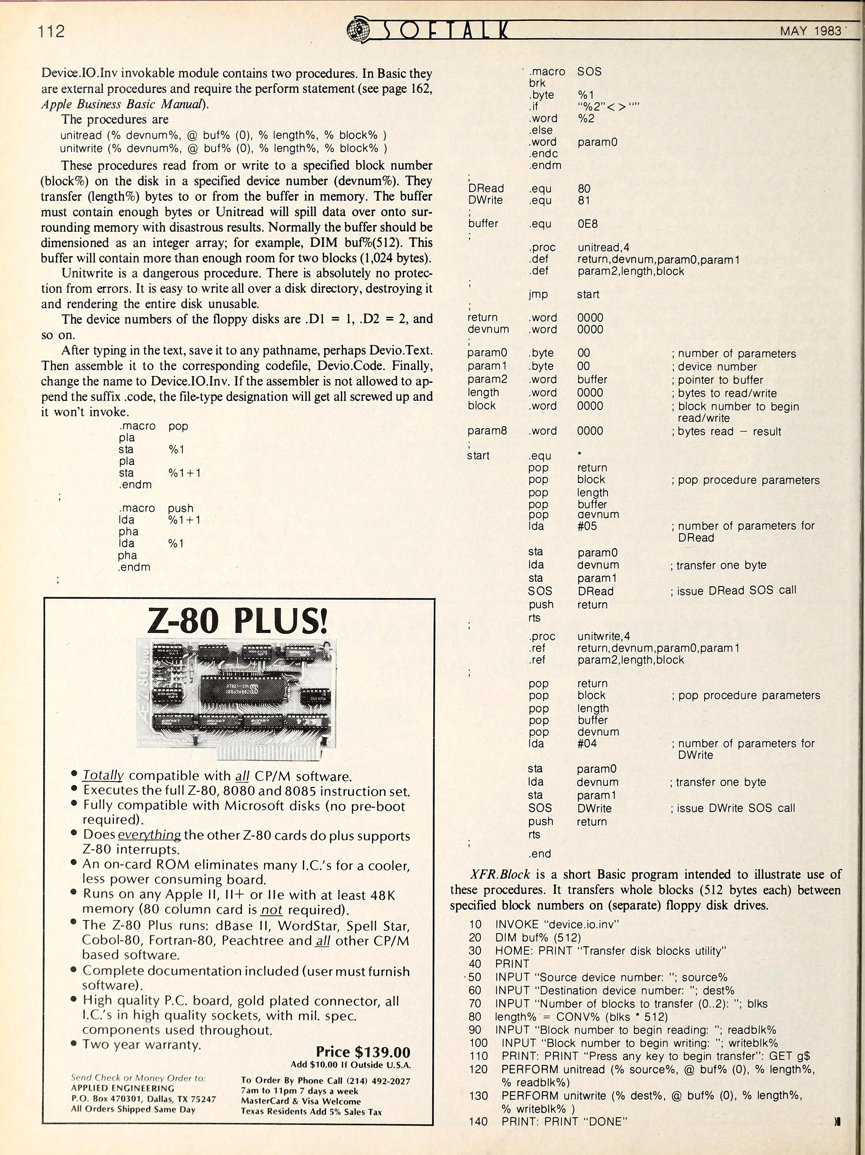 112
SOFTALK
MAY 1983
Device.IO.Inv invokable module contains two procedures. In Basic they
are external procedures and require the perform statement (see page 162,
Apple Business Basic Manual).
The procedures are
unitread (% devnum%, @ buf% (0), % length%, % block% )
unitwrite (% devnum%, @ buf% (0), % length%, % block% )
These procedures read from or write to a specified block number
(block%) on the disk in a specified device number (devnum%). They
transfer (length%) bytes to or from the buffer in memory. The buffer
must contain enough bytes or Unitread will spill data over onto sur-
rounding memory with disastrous results. Normally the buffer should be
dimensioned as an integer array; for example, DIM buf%(512). This
buffer will contain more than enough room for two blocks (1,024 bytes).
Unitwrite is a dangerous procedure. There is absolutely no protec-
tion from errors. It is easy to write all over a disk directory, destroying it
and rendering the entire disk unusable.
The device numbers of the floppy disks are .D1 = 1, .D2 = 2, and
so on.
After typing in the text, save it to any pathname, perhaps Devio.Text.
Then assemble it to the corresponding codefile, Devio.Code. Finally,
change the name to Device.IO.Inv. If the assembler is not allowed to ap-
pend the suffix .code, the file-type designation will get all screwed up and
it won't invoke.
.macro pop
pla
sta %1
pla
sta %1+1
.endm
;
.macro push
lda %1+1
pha
lda %1
pha
.endm
;
Z-80 PLUS!
• Totally compatible with all CP/M software.
• Executes the full Z-80, 8080 and 8085 instruction set.
• Fully compatible with Microsoft disks (no pre-boot
required).
• Does everything the other Z-80 cards do plus supports
Z-80 interrupts.
• An on-card ROM eliminates many I.C.'s for a cooler,
less power consuming board.
• Runs on any Apple II, II+ or IIe with at least 48K
memory (80 column card is not required).
• The Z-80 Plus runs: dBase II, WordStar, Spell Star,
Cobol-80, Fortran-80, Peachtree and all other CP/M
based software.
• Complete documentation included (user must furnish
software).
• High quality P.C. board, gold plated connector, all
I.C.'s in high quality sockets, with mil. spec.
components used throughout.
• Two year warranty.
Price $139.00
Add $10.00 If Outside U.S.A.
Send Check or Money Order to:
APPLIED ENGINEERING
P.O. Box 470301, Dallas, TX 75247
All Orders Shipped Same Day
To Order By Phone Call (214) 492-2027
7am to 11pm 7 days a week
MasterCard & Visa Welcome
Texas Residents Add 5% Sales Tax
.macro SOS
brk
.byte %1
.if "%2"< >""
.word %2
.else
.word param0
.endc
.endm
;
DRead .equ 80
DWrite .equ 81
;
buffer .equ 0E8
;
.proc unitread,4
.def return,devnum,param0,param1
.def param2,length,block
;
jmp start
;
return .word 0000
devnum .word 0000
;
param0 .byte 00 ; number of parameters
param1 .byte 00 ; device number
param2 .word buffer ; pointer to buffer
length .word 0000 ; bytes to read/write
block .word 0000 ; block number to begin
read/write
param8 .word 0000 ; bytes read – result
;
start .equ *
pop return
pop block ; pop procedure parameters
pop length
pop buffer
pop devnum
lda #05 ; number of parameters for
DRead
sta param0
lda devnum ; transfer one byte
sta param1
SOS DRead ; issue DRead SOS call
push return
rts
;
.proc unitwrite,4
.ref return,devnum,param0,param1
.ref param2,length,block
;
pop return
pop block ; pop procedure parameters
pop length
pop buffer
pop devnum
lda #04 ; number of parameters for
DWrite
sta param0
lda devnum ; transfer one byte
sta param1
SOS DWrite ; issue DWrite SOS call
push return
rts
;
.end
XFR.Block is a short Basic program intended to illustrate use of
these procedures. It transfers whole blocks (512 bytes each) between
specified block numbers on (separate) floppy disk drives.
10 INVOKE "device.io.inv"
20 DIM buf% (512)
30 HOME: PRINT "Transfer disk blocks utility"
40 PRINT
50 INPUT "Source device number: "; source%
60 INPUT "Destination device number: "; dest%
70 INPUT "Number of blocks to transfer (0..2): "; blks
80 length% = CONV% (blks * 512)
90 INPUT "Block number to begin reading: "; readblk%
100 INPUT "Block number to begin writing: "; writeblk%
110 PRINT: PRINT "Press any key to begin transfer": GET g$
120 PERFORM unitread (% source%, @ buf% (0), % length%,
% readblk%)
130 PERFORM unitwrite (% dest%, @ buf% (0), % length%,
% writeblk% )
140 PRINT: PRINT "DONE"